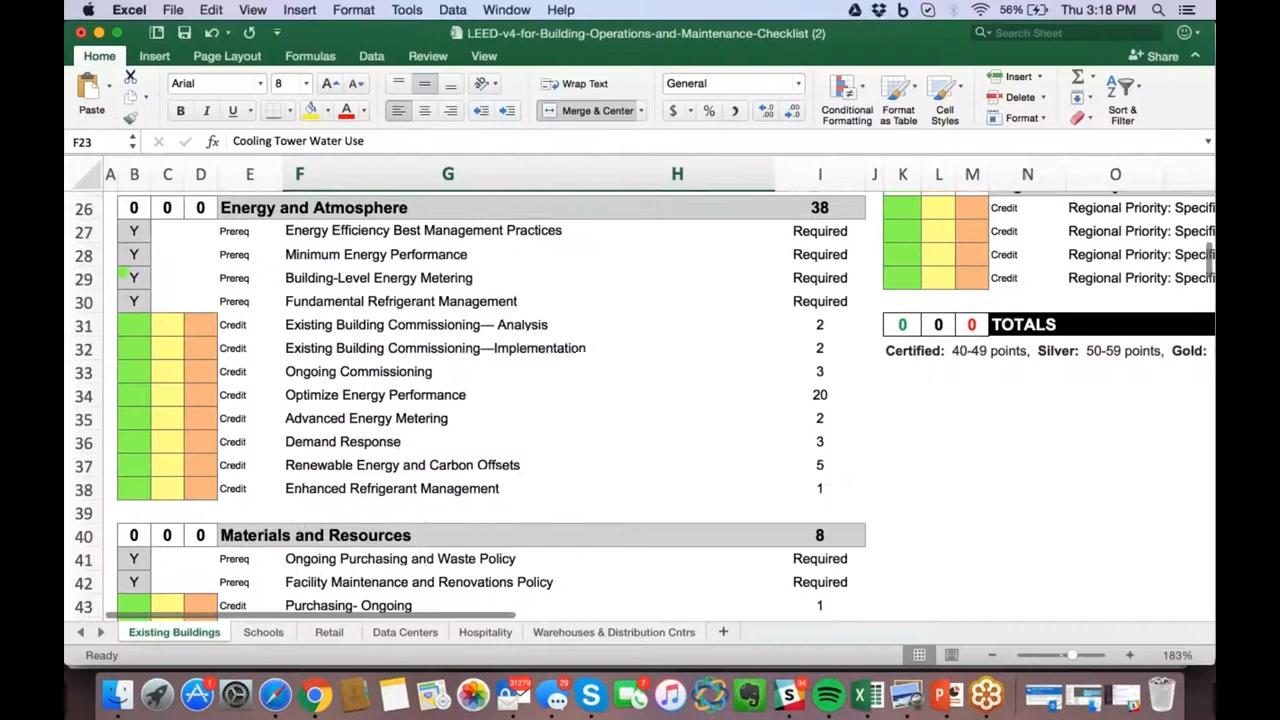 Excel File Edit View Insert Format Tools Data Window Help 56% Thu 3:18 PM
LEED-v4-for-Building-Operations-and-Maintenance-Checklist (2) Search Sheet
Home Insert Page Layout Formulas Data Review View Share
Paste Arial 8 A A Wrap Text General Conditional Formatting Format as Table Cell Styles Insert Delete Format Sort & Filter
B I U A Merge & Center $ % .0 .00 .00 .0
F23 fx Cooling Tower Water Use
A B C D E F G H I J K L M N O
26 0 0 0 Energy and Atmosphere 38 Credit Regional Priority: Specifi
27 Y Prereq Energy Efficiency Best Management Practices Required Credit Regional Priority: Specifi
28 Y Prereq Minimum Energy Performance Required Credit Regional Priority: Specifi
29 Y Prereq Building-Level Energy Metering Required Credit Regional Priority: Specifi
30 Y Prereq Fundamental Refrigerant Management Required
31 Credit Existing Building Commissioning— Analysis 2 0 0 0 TOTALS
32 Credit Existing Building Commissioning—Implementation 2 Certified: 40-49 points, Silver: 50-59 points, Gold:
33 Credit Ongoing Commissioning 3
34 Credit Optimize Energy Performance 20
35 Credit Advanced Energy Metering 2
36 Credit Demand Response 3
37 Credit Renewable Energy and Carbon Offsets 5
38 Credit Enhanced Refrigerant Management 1
39
40 0 0 0 Materials and Resources 8
41 Y Prereq Ongoing Purchasing and Waste Policy Required
42 Y Prereq Facility Maintenance and Renovations Policy Required
43 Credit Purchasing- Ongoing 1
Existing Buildings Schools Retail Data Centers Hospitality Warehouses & Distribution Cntrs +
Ready 183%
31279 29 7 34